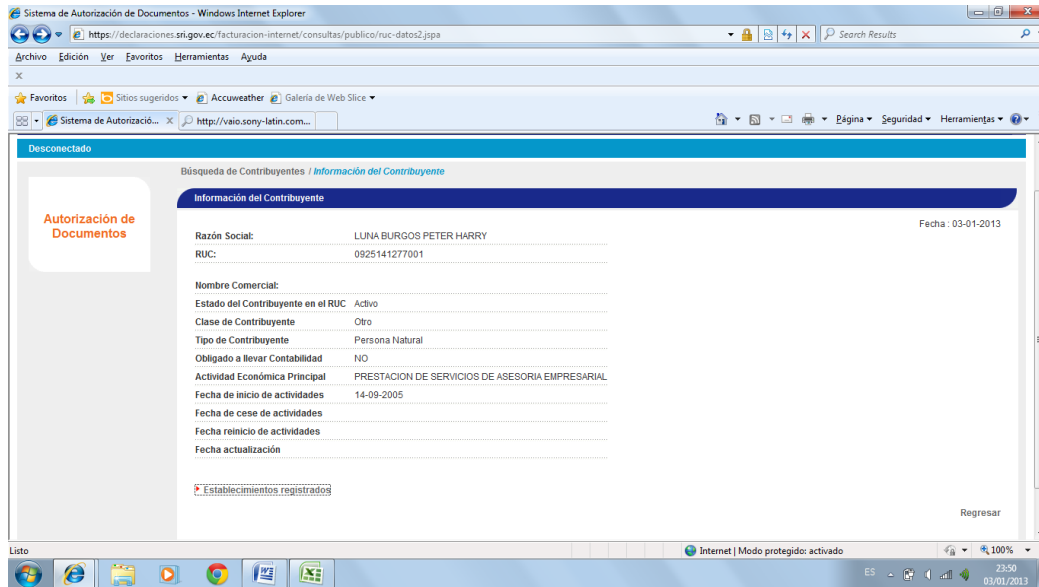 Sistema de Autorización de Documentos - Windows Internet Explorer
https://declaraciones.sri.gov.ec/facturacion-internet/consultas/publico/ruc-datos2.jspa
Search Results
Archivo Edición Ver Favoritos Herramientas Ayuda
x
Favoritos Sitios sugeridos Accuweather Galería de Web Slice
Sistema de Autorizació... X http://vaio.sony-latin.com... Página Seguridad Herramientas
Desconectado
Búsqueda de Contribuyentes / Información del Contribuyente
Información del Contribuyente
Autorización de
Documentos
Fecha : 03-01-2013
Razón Social: LUNA BURGOS PETER HARRY
RUC: 0925141277001
Nombre Comercial:
Estado del Contribuyente en el RUC Activo
Clase de Contribuyente Otro
Tipo de Contribuyente Persona Natural
Obligado a llevar Contabilidad NO
Actividad Económica Principal PRESTACION DE SERVICIOS DE ASESORIA EMPRESARIAL
Fecha de inicio de actividades 14-09-2005
Fecha de cese de actividades
Fecha reinicio de actividades
Fecha actualización
Establecimientos registrados
Regresar
Listo Internet | Modo protegido: activado 100%
ES 23:50
03/01/2013